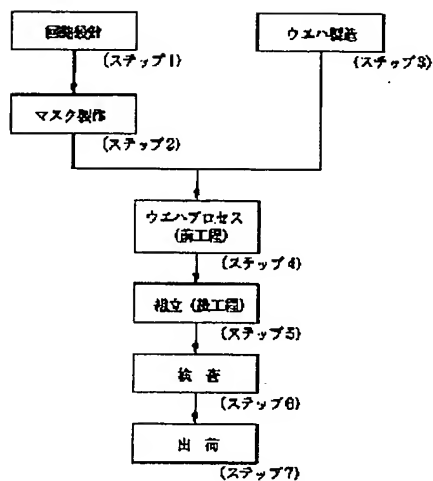 回路設計
(ステップ1)
ウエハ製造
(ステップ3)
マスク製作
(ステップ2)
ウエハプロセス
(前工程)
(ステップ4)
組立(後工程)
(ステップ5)
検査
(ステップ6)
出荷
(ステップ7)